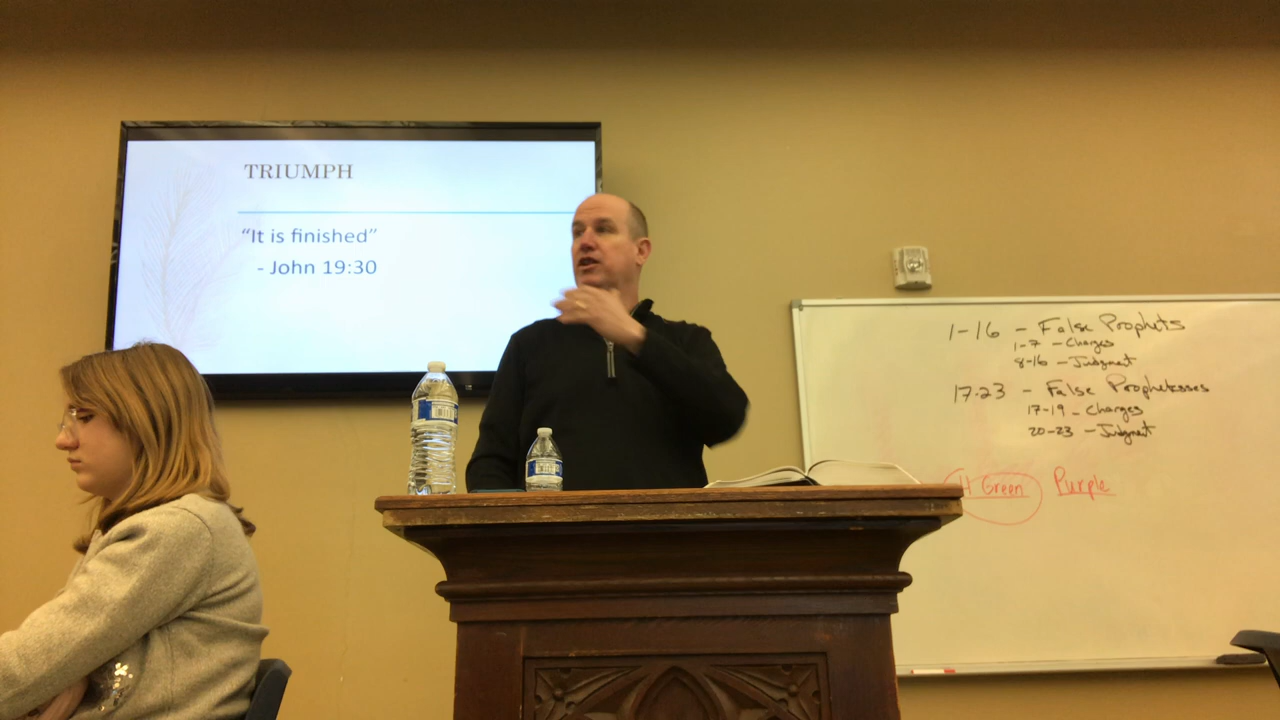 TRIUMPH
“It is finished”
- John 19:30
1-16 - False Prophets
1-7 - Charges
8-16 - Judgment
17-23 - False Prophetesses
17-19 - Charges
20-23 - Judgment
Green Purple